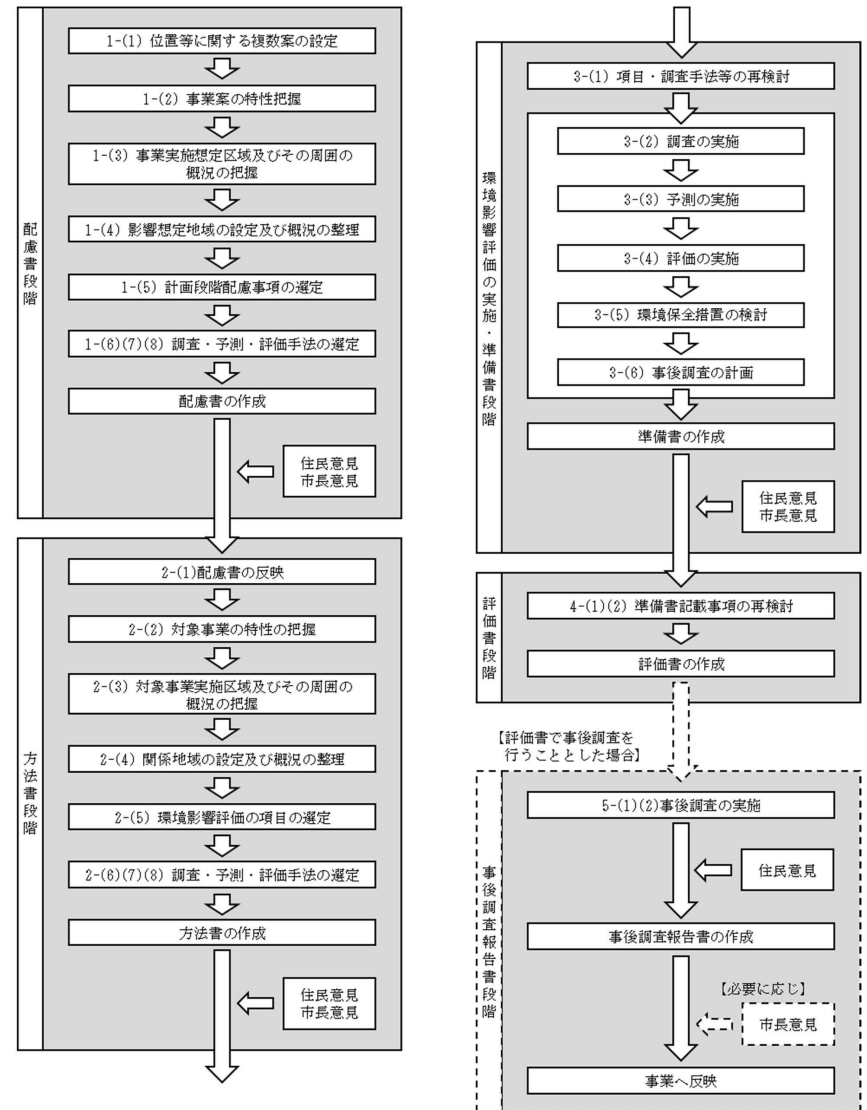 配慮書段階
1-(1) 位置等に関する複数案の設定
1-(2) 事業案の特性把握
1-(3) 事業実施想定区域及びその周囲の
概況の把握
1-(4) 影響想定地域の設定及び概況の整理
1-(5) 計画段階配慮事項の選定
1-(6)(7)(8) 調査・予測・評価手法の選定
配慮書の作成
住民意見
市長意見
方法書段階
2-(1)配慮書の反映
2-(2) 対象事業の特性の把握
2-(3) 対象事業実施区域及びその周囲の
概況の把握
2-(4) 関係地域の設定及び概況の整理
2-(5) 環境影響評価の項目の選定
2-(6)(7)(8) 調査・予測・評価手法の選定
方法書の作成
住民意見
市長意見
環境影響評価の実施・準備書段階
3-(1) 項目・調査手法等の再検討
3-(2) 調査の実施
3-(3) 予測の実施
3-(4) 評価の実施
3-(5) 環境保全措置の検討
3-(6) 事後調査の計画
準備書の作成
住民意見
市長意見
評価書段階
4-(1)(2) 準備書記載事項の再検討
評価書の作成
【評価書で事後調査を
行うこととした場合】
事後調査報告書段階
5-(1)(2)事後調査の実施
住民意見
事後調査報告書の作成
【必要に応じ】
市長意見
事業へ反映